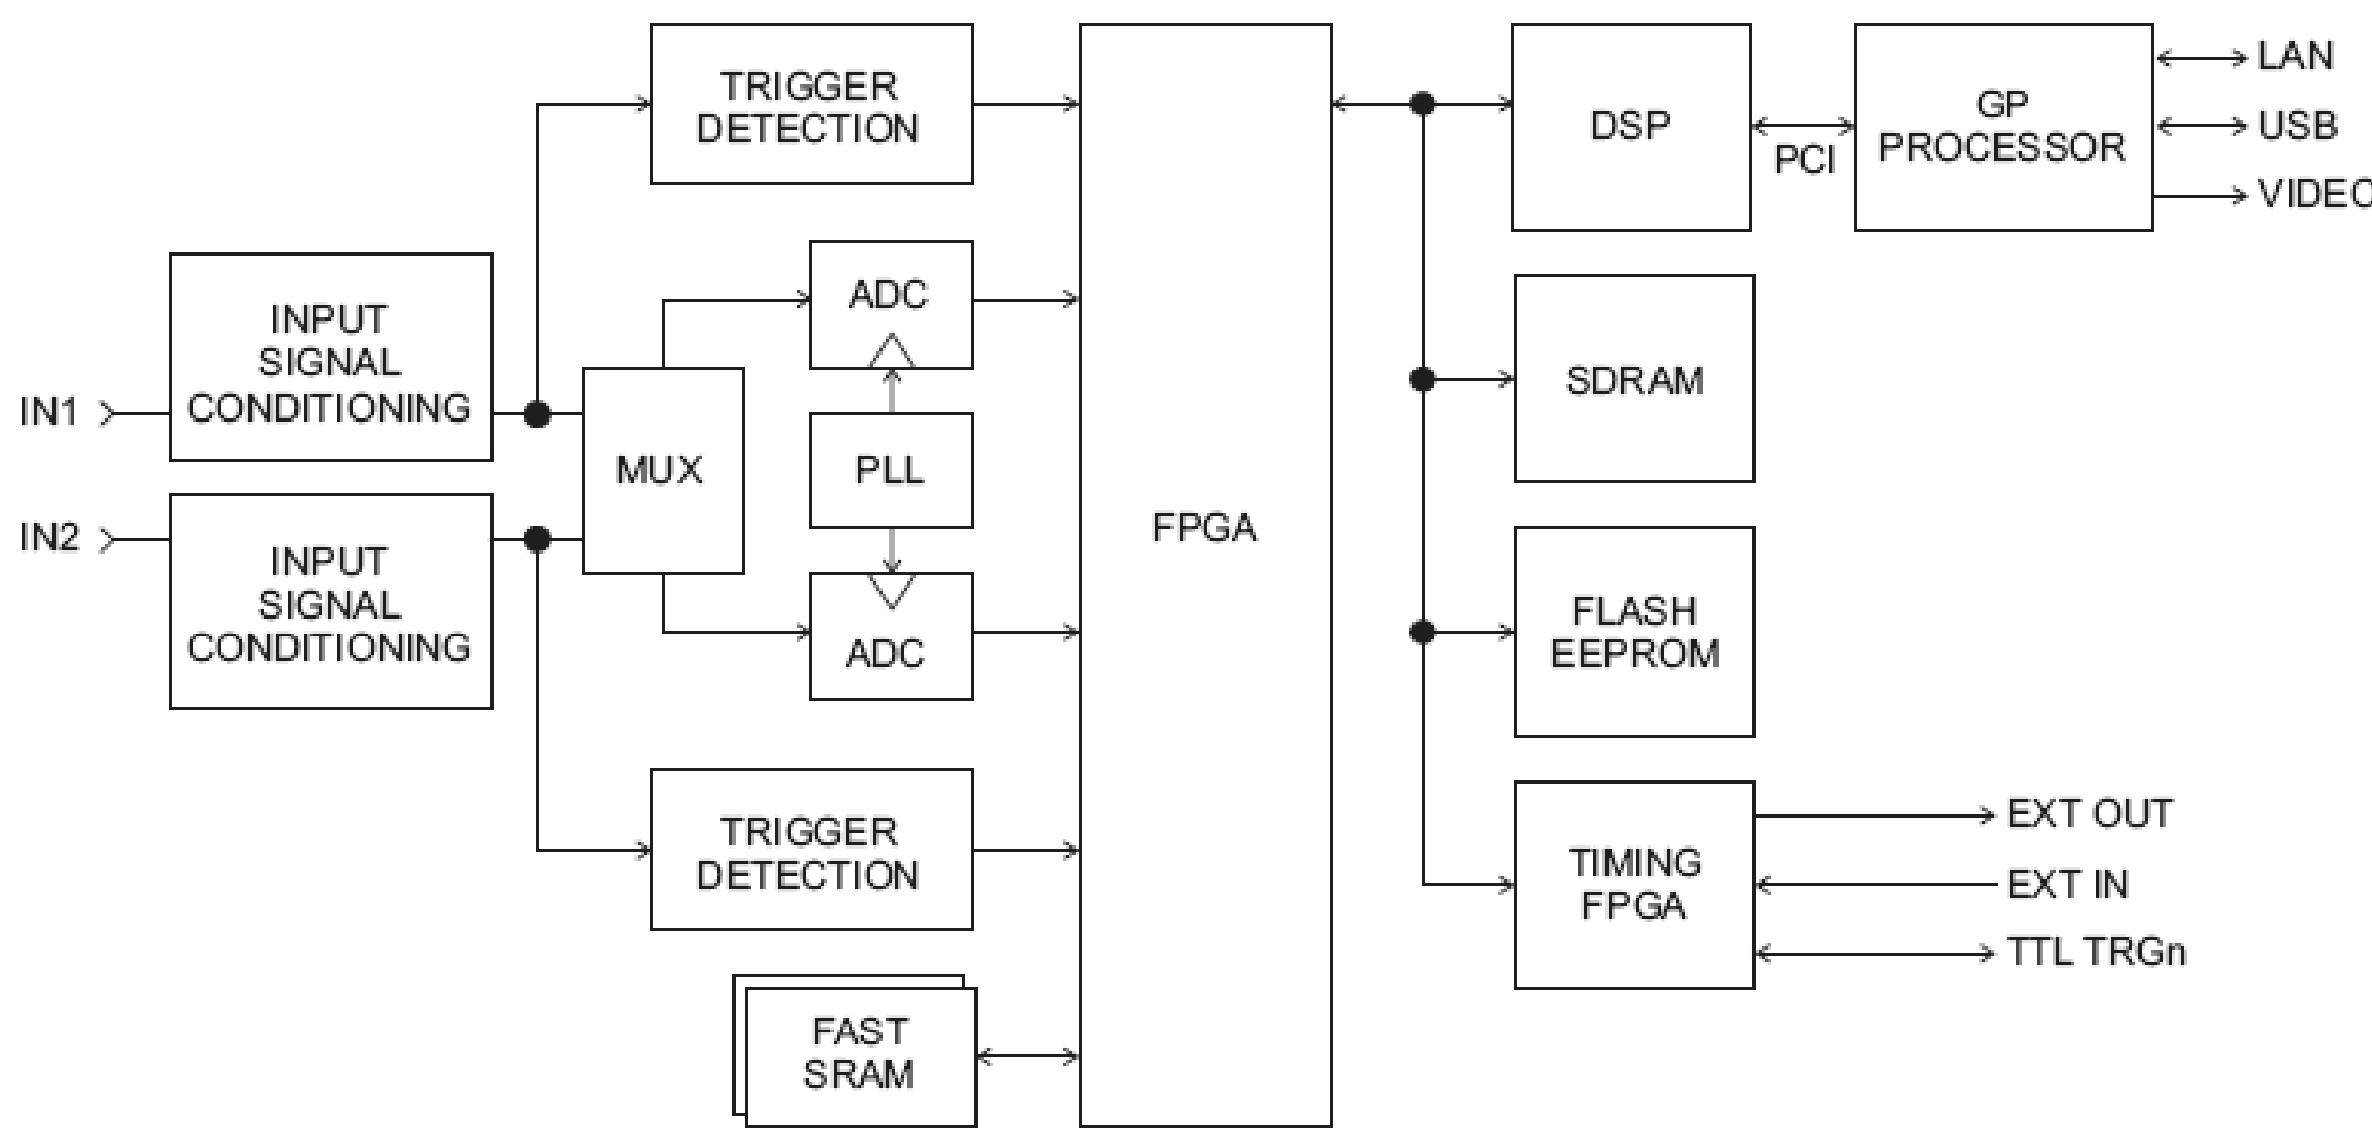 TRIGGER
DETECTION
DSP
PCI
GP
PROCESSOR
LAN
USB
VIDEO
INPUT
SIGNAL
CONDITIONING
IN1
ADC
MUX
PLL
FPGA
SDRAM
IN2
INPUT
SIGNAL
CONDITIONING
ADC
FLASH
EEPROM
TRIGGER
DETECTION
TIMING
FPGA
EXT OUT
EXT IN
TTL TRGn
FAST
SRAM